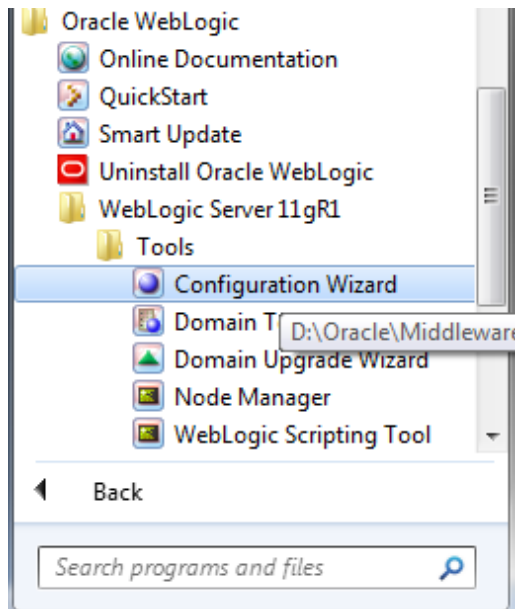 Oracle WebLogic
Online Documentation
QuickStart
Smart Update
Uninstall Oracle WebLogic
WebLogic Server 11gR1
Tools
Configuration Wizard
Domain T
D:\Oracle\Middleware
Domain Upgrade Wizard
Node Manager
WebLogic Scripting Tool
Back
Search programs and files